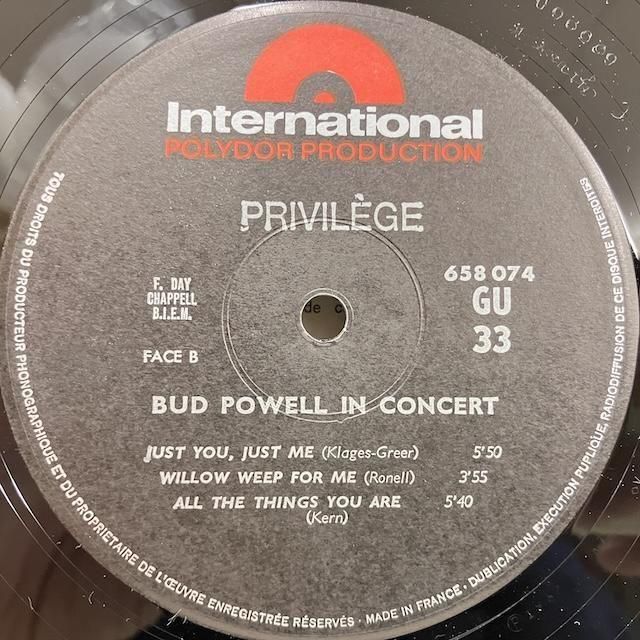 International
POLYDOR PRODUCTION
PRIVILÈGE
F. DAY
CHAPPELL
B.I.E.M.
658 074
GU
33
FACE B
BUD POWELL IN CONCERT
JUST YOU, JUST ME (Klages-Greer) 5'50
WILLOW WEEP FOR ME (Ronell) 3'55
ALL THE THINGS YOU ARE 5'40
(Kern)
TOUS DROITS DU PRODUCTEUR PHONOGRAPHIQUE ET DU PROPRIETAIRE DE L'ŒUVRE ENREGISTRÉE RÉSERVÉS · MADE IN FRANCE · DUBLICATION, EXECUTION PUPLIQUE, RADIODIFFUSION DE CE DISQUE INTERDITES
de c